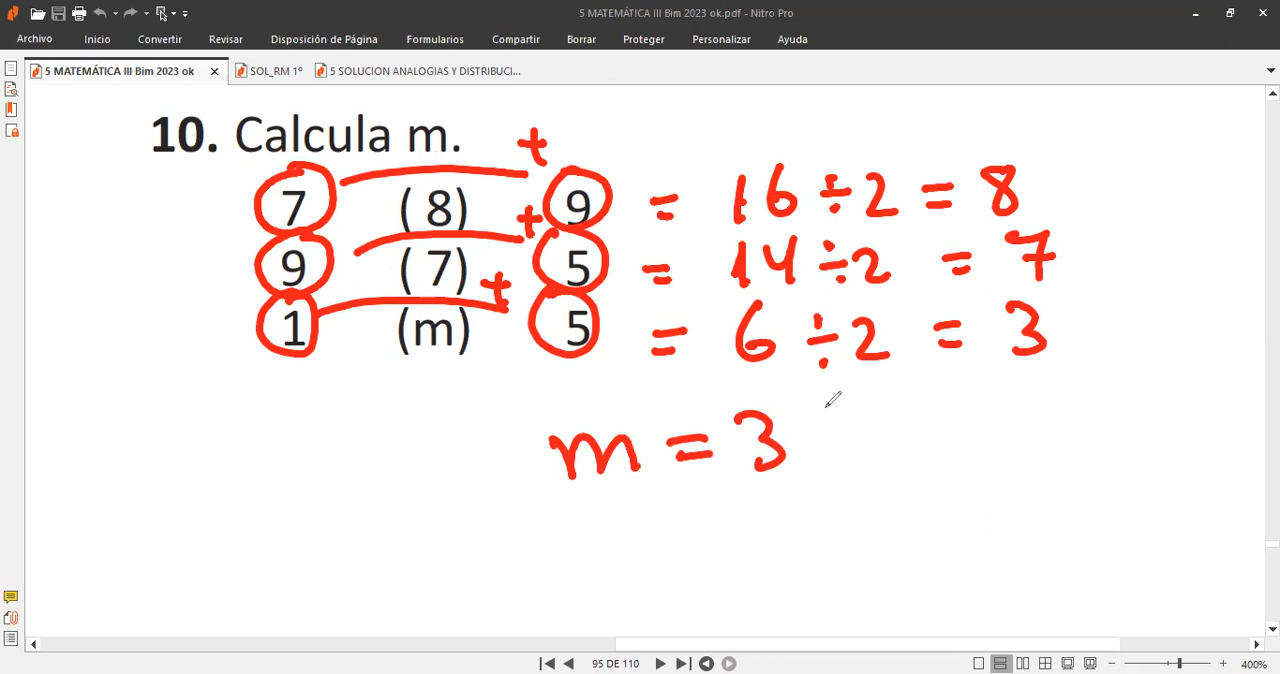 5 MATEMÁTICA III Bim 2023 ok.pdf - Nitro Pro
Archivo Inicio Convertir Revisar Disposición de Página Formularios Compartir Borrar Proteger Personalizar Ayuda
5 MATEMÁTICA III Bim 2023 ok SOL_RM 1º 5 SOLUCION ANALOGIAS Y DISTRIBUCI...
10. Calcula m.
+
7 ( 8) 9 = 16 ÷ 2 = 8
+
9 ( 7) 5 = 14 ÷ 2 = 7
+
1 (m) 5 = 6 ÷ 2 = 3
m = 3
95 DE 110 400%